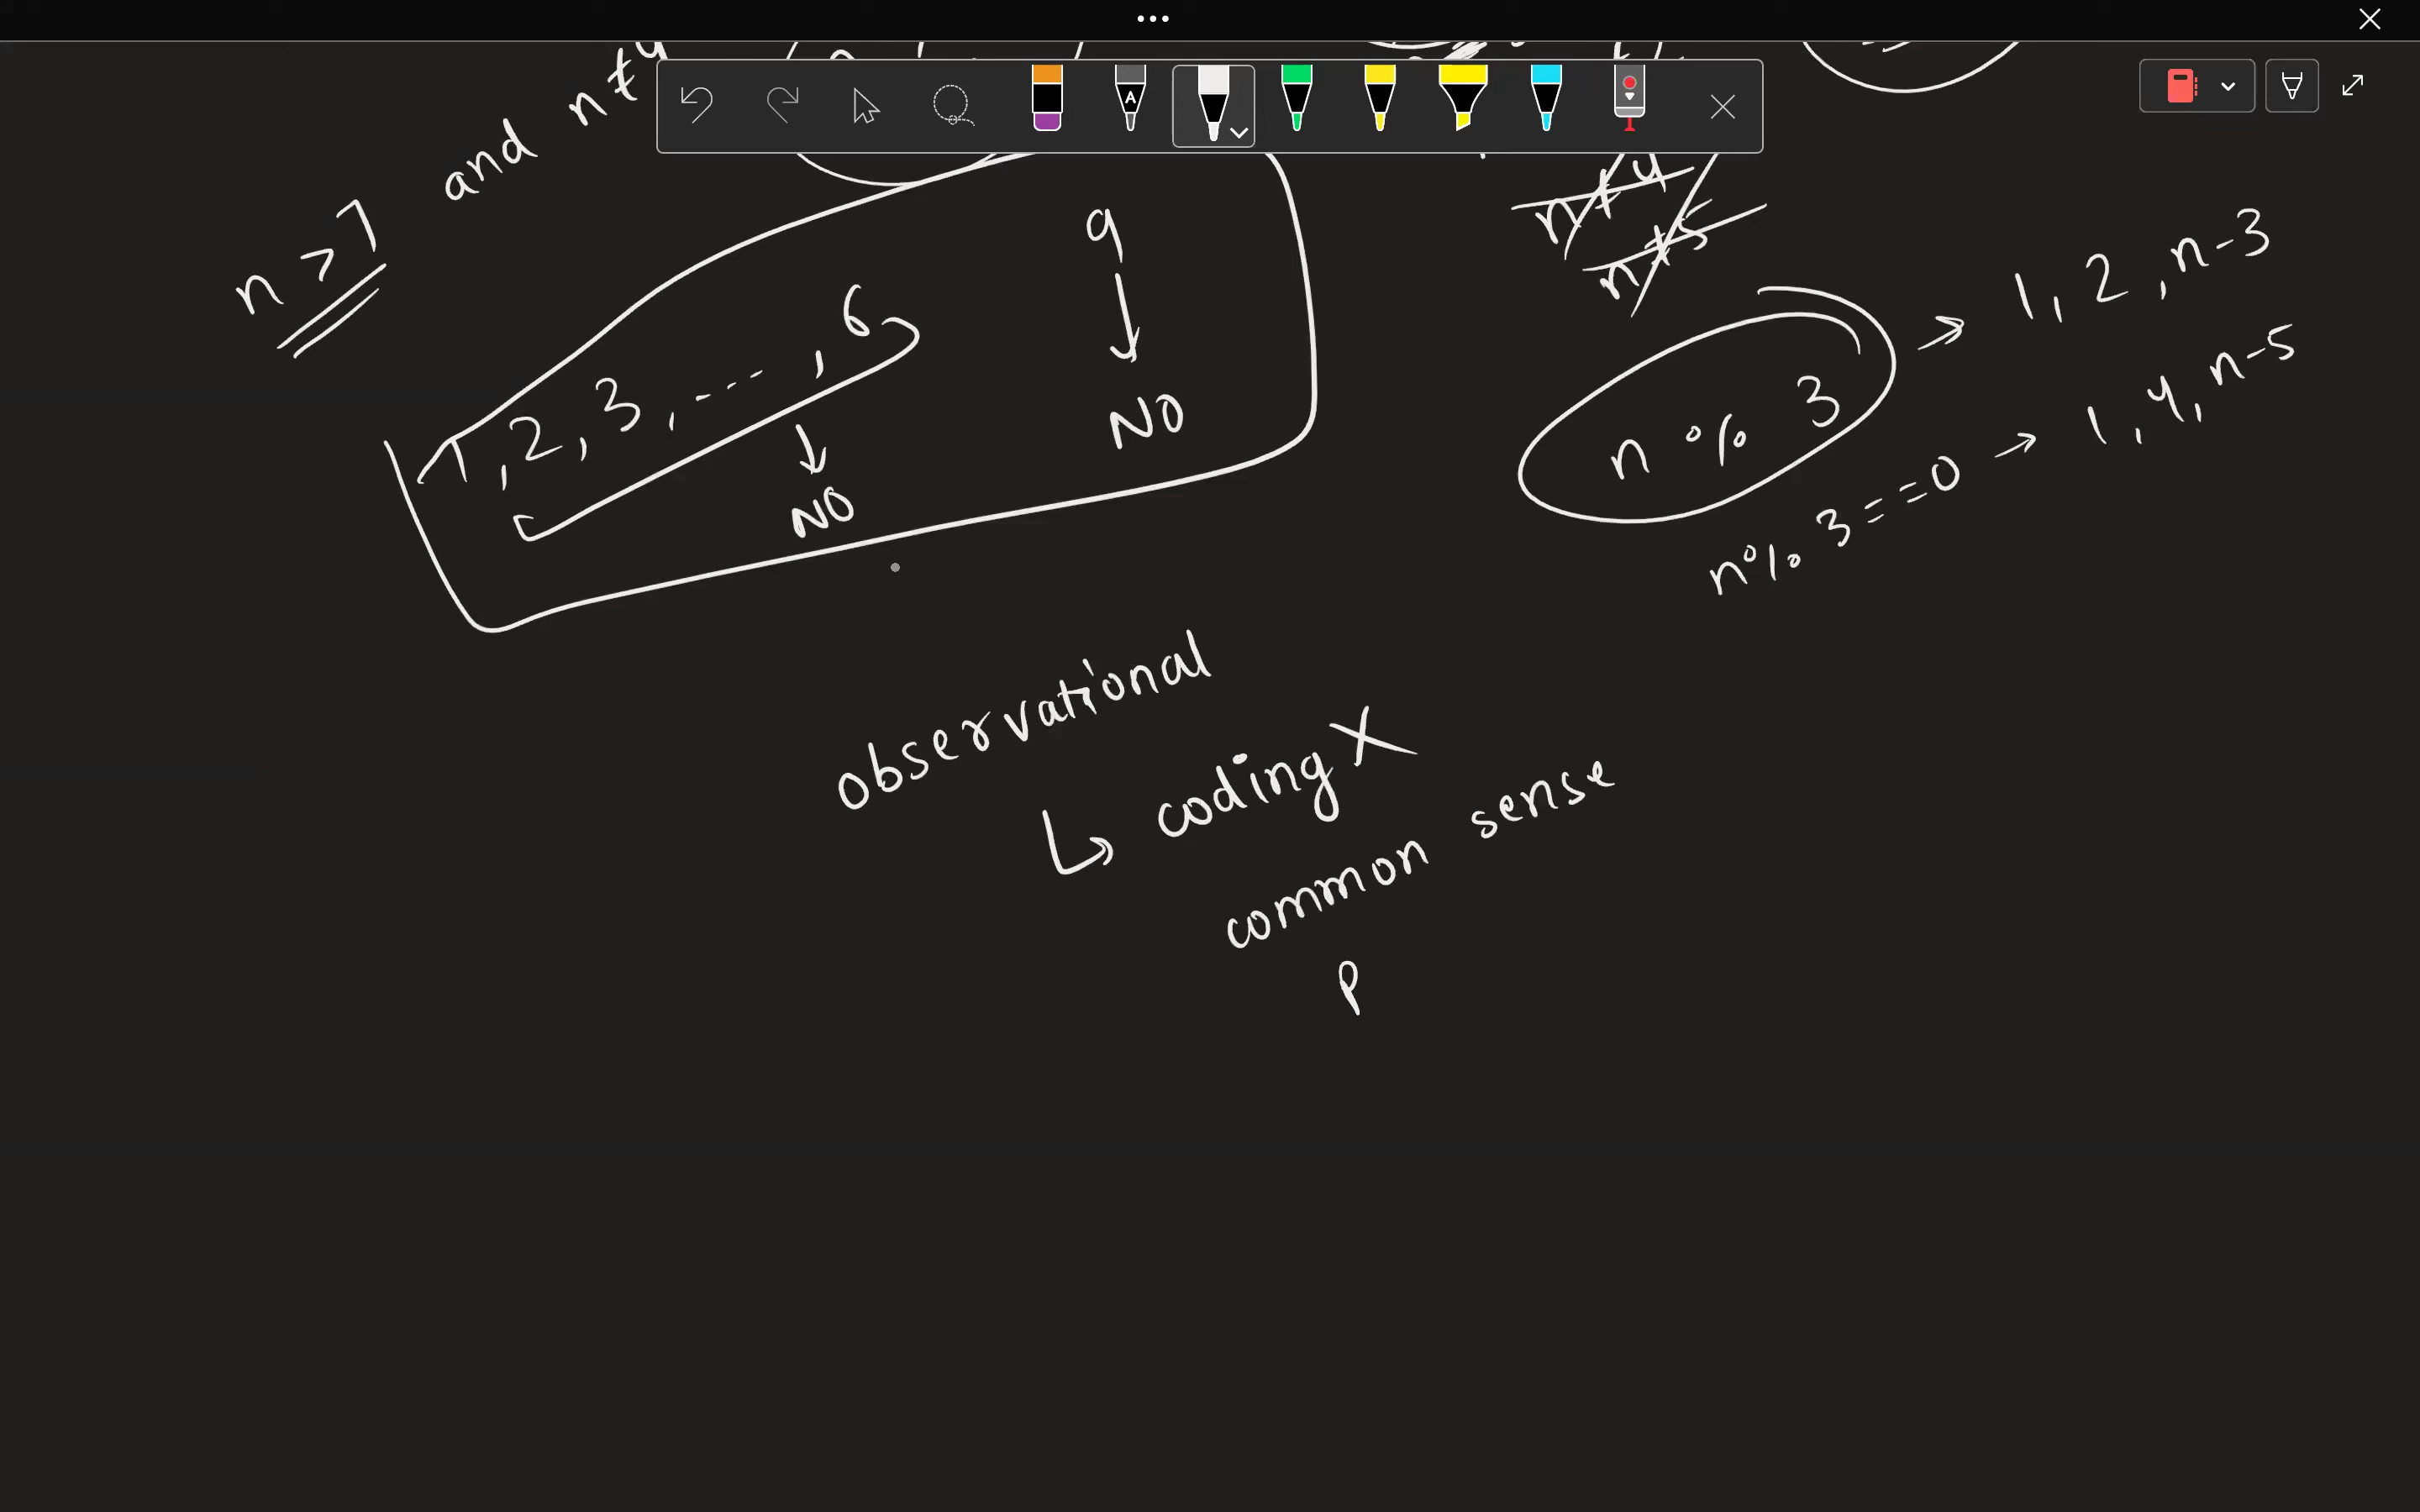 n ≥ 7 and n≠9
1, 2, 3, ..., 6
NO
9
NO
n≠4
n≠5
n % 3 → 1, 2, n-3
n % 3 == 0 → 1, 4, n-5
observational
↳ coding X
common sense
P
A